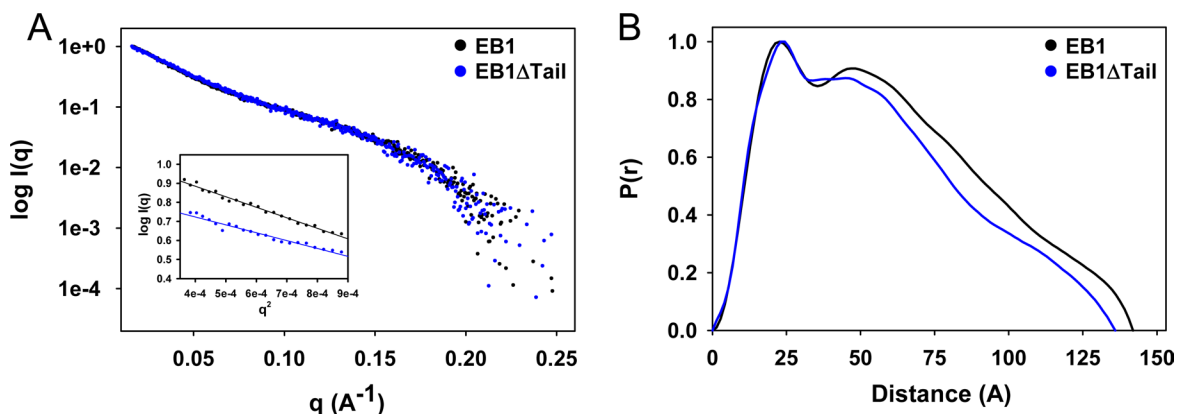 A
log I(q)
1e+0
1e-1
1e-2
1e-3
1e-4
EB1
EB1ΔTail
log I(q)
1.0
0.9
0.8
0.7
0.6
0.5
0.4
4e-4 5e-4 6e-4 7e-4 8e-4 9e-4
q²
0.05 0.10 0.15 0.20 0.25
q (A⁻¹)
B
P(r)
1.0
0.8
0.6
0.4
0.2
0.0
EB1
EB1ΔTail
0 25 50 75 100 125 150
Distance (A)